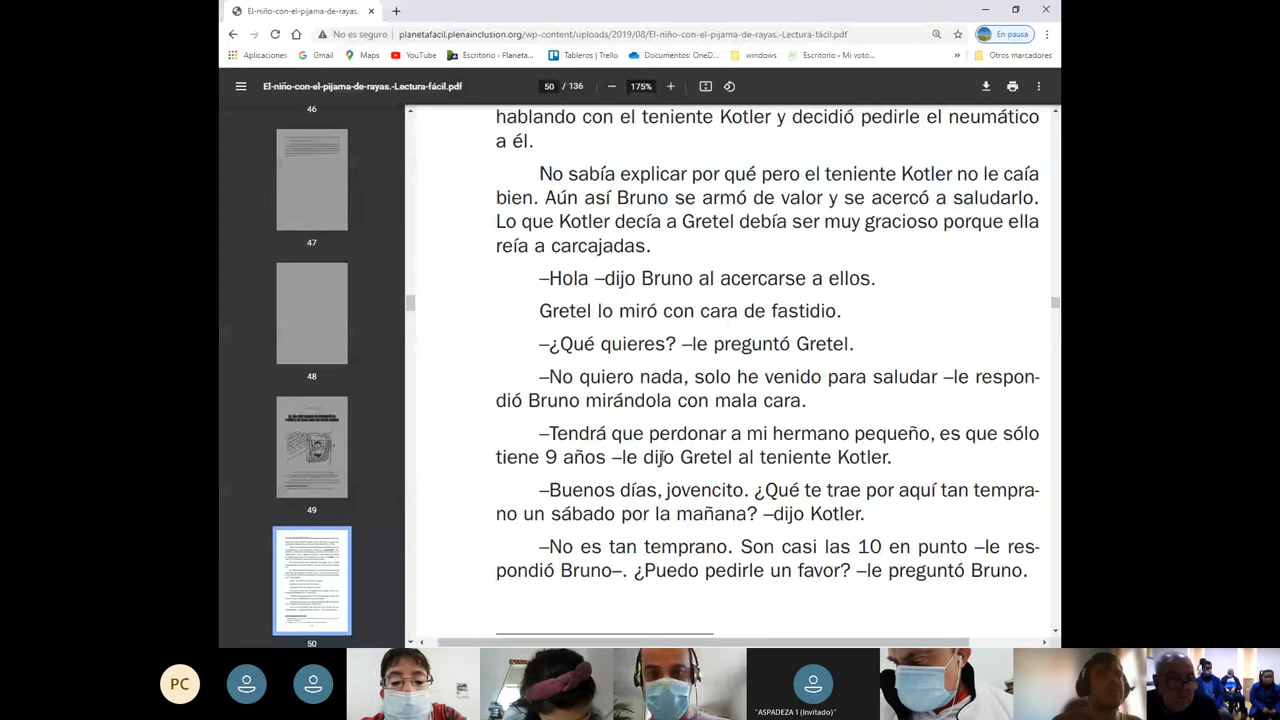 El-niño-con-el-pijama-de-rayas.
No es seguro
planetafacil.plenainclusion.org/wp-content/uploads/2019/08/El-niño-con-el-pijama-de-rayas.-Lectura-fácil.pdf
En pausa
Aplicaciones
Gmail
Maps
YouTube
Escritorio < Planeta...
Tableros | Trello
Documentos: OneD...
windows
Escritorio | Mi voto...
»
Otros marcadores
El-niño-con-el-pijama-de-rayas.-Lectura-fácil.pdf
50 / 136
175%
46
47
48
49
50
hablando con el teniente Kotler y decidió pedirle el neumático
a él.
No sabía explicar por qué pero el teniente Kotler no le caía
bien. Aún así Bruno se armó de valor y se acercó a saludarlo.
Lo que Kotler decía a Gretel debía ser muy gracioso porque ella
reía a carcajadas.
–Hola –dijo Bruno al acercarse a ellos.
Gretel lo miró con cara de fastidio.
–¿Qué quieres? –le preguntó Gretel.
–No quiero nada, solo he venido para saludar –le respon-
dió Bruno mirándola con mala cara.
–Tendrá que perdonar a mi hermano pequeño, es que sólo
tiene 9 años –le dijo Gretel al teniente Kotler.
–Buenos días, jovencito. ¿Qué te trae por aquí tan tempra-
no un sábado por la mañana? –dijo Kotler.
casi las 10 en punto –le res-
pondió Bruno–. ¿Puedo pedirle un favor? –le preguntó Bruno.
PC
"ASPADEZA 1 (Invitado)